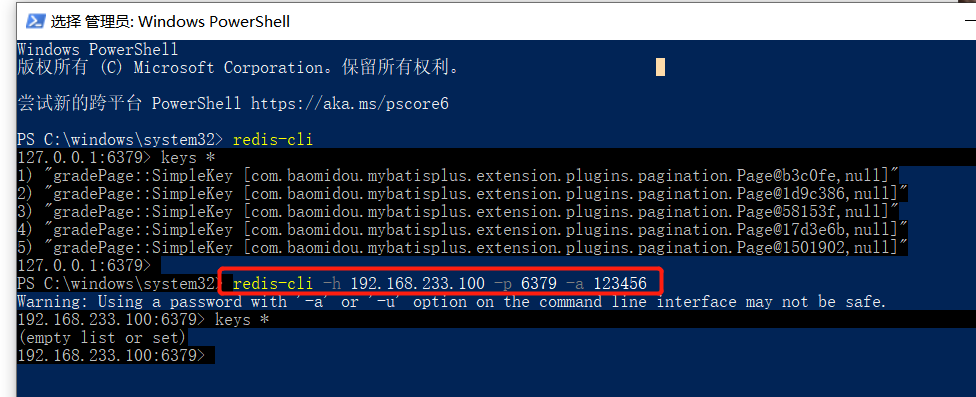 选择 管理员: Windows PowerShell
Windows PowerShell
版权所有 (C) Microsoft Corporation。保留所有权利。
尝试新的跨平台 PowerShell https://aka.ms/pscore6
PS C:\windows\system32> redis-cli
127.0.0.1:6379> keys *
1) "gradePage::SimpleKey [com.baomidou.mybatisplus.extension.plugins.pagination.Page@b3c0fe,null]"
2) "gradePage::SimpleKey [com.baomidou.mybatisplus.extension.plugins.pagination.Page@1d9c386,null]"
3) "gradePage::SimpleKey [com.baomidou.mybatisplus.extension.plugins.pagination.Page@58153f,null]"
4) "gradePage::SimpleKey [com.baomidou.mybatisplus.extension.plugins.pagination.Page@17d3e6b,null]"
5) "gradePage::SimpleKey [com.baomidou.mybatisplus.extension.plugins.pagination.Page@1501902,null]"
127.0.0.1:6379>
PS C:\windows\system32> redis-cli -h 192.168.233.100 -p 6379 -a 123456
Warning: Using a password with '-a' or '-u' option on the command line interface may not be safe.
192.168.233.100:6379> keys *
(empty list or set)
192.168.233.100:6379>